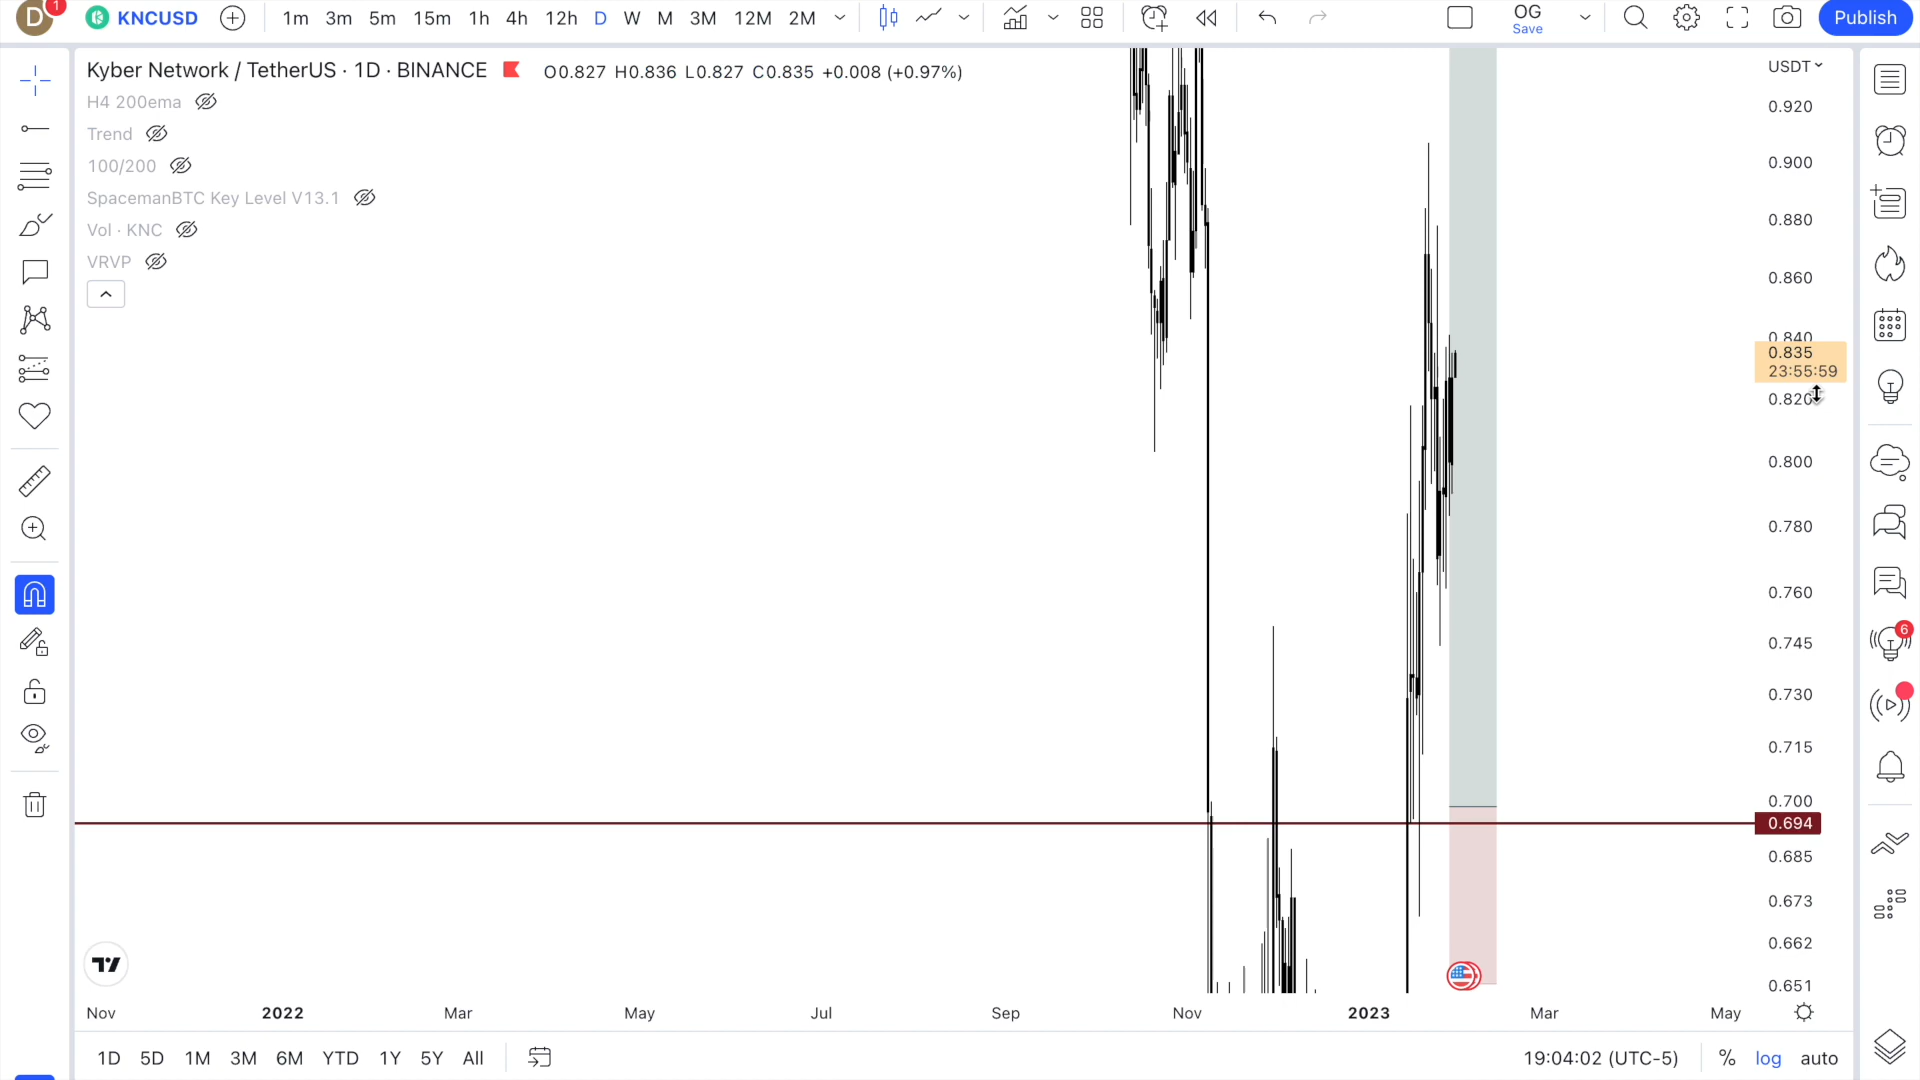 D 1 KNCUSD 1m 3m 5m 15m 1h 4h 12h D W M 3M 12M 2M OG Save Publish
Kyber Network / TetherUS · 1D · BINANCE O0.827 H0.836 L0.827 C0.835 +0.008 (+0.97%)
H4 200ema
Trend
100/200
SpacemanBTC Key Level V13.1
Vol · KNC
VRVP
USDT
0.920
0.900
0.880
0.860
0.840
0.835
23:55:59
0.820
0.800
0.780
0.760
0.745
0.730
0.715
0.700
0.694
0.685
0.673
0.662
0.651
6
Nov 2022 Mar May Jul Sep Nov 2023 Mar May
1D 5D 1M 3M 6M YTD 1Y 5Y All 19:04:02 (UTC-5) % log auto